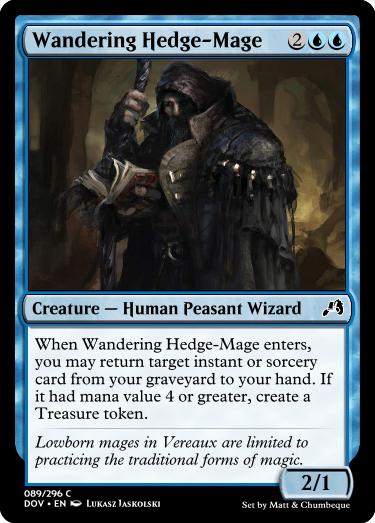 Wandering Hedge-Mage 2
Creature — Human Peasant Wizard
When Wandering Hedge-Mage enters,
you may return target instant or sorcery
card from your graveyard to your hand. If
it had mana value 4 or greater, create a
Treasure token.
Lowborn mages in Vereaux are limited to
practicing the traditional forms of magic.
2/1
089/296 C
DOV • EN Lukasz Jaskolski
Set by Matt & Chumbeque